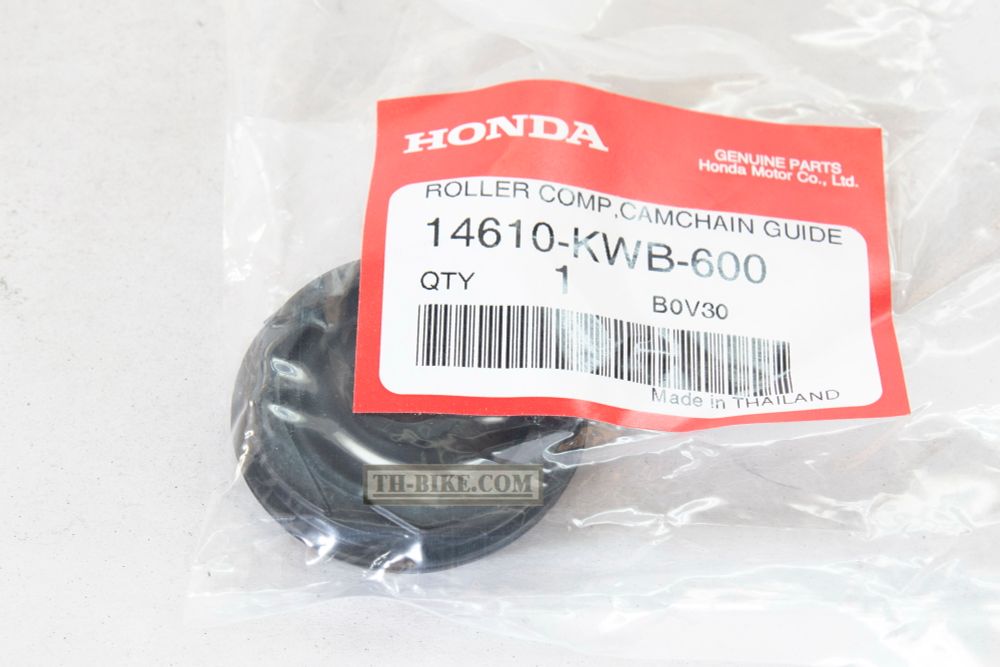 HONDA
GENUINE PARTS
Honda Motor Co., Ltd.
ROLLER COMP,CAMCHAIN GUIDE
14610-KWB-600
QTY 1
B0V30
Made in THAILAND
TH-BIKE.COM